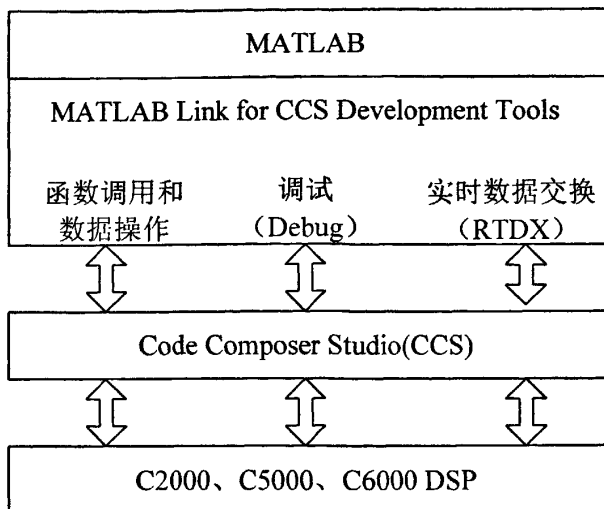 MATLAB
MATLAB Link for CCS Development Tools
函数调用和 调试 实时数据交换
数据操作 (Debug) (RTDX)
Code Composer Studio(CCS)
C2000、C5000、C6000 DSP